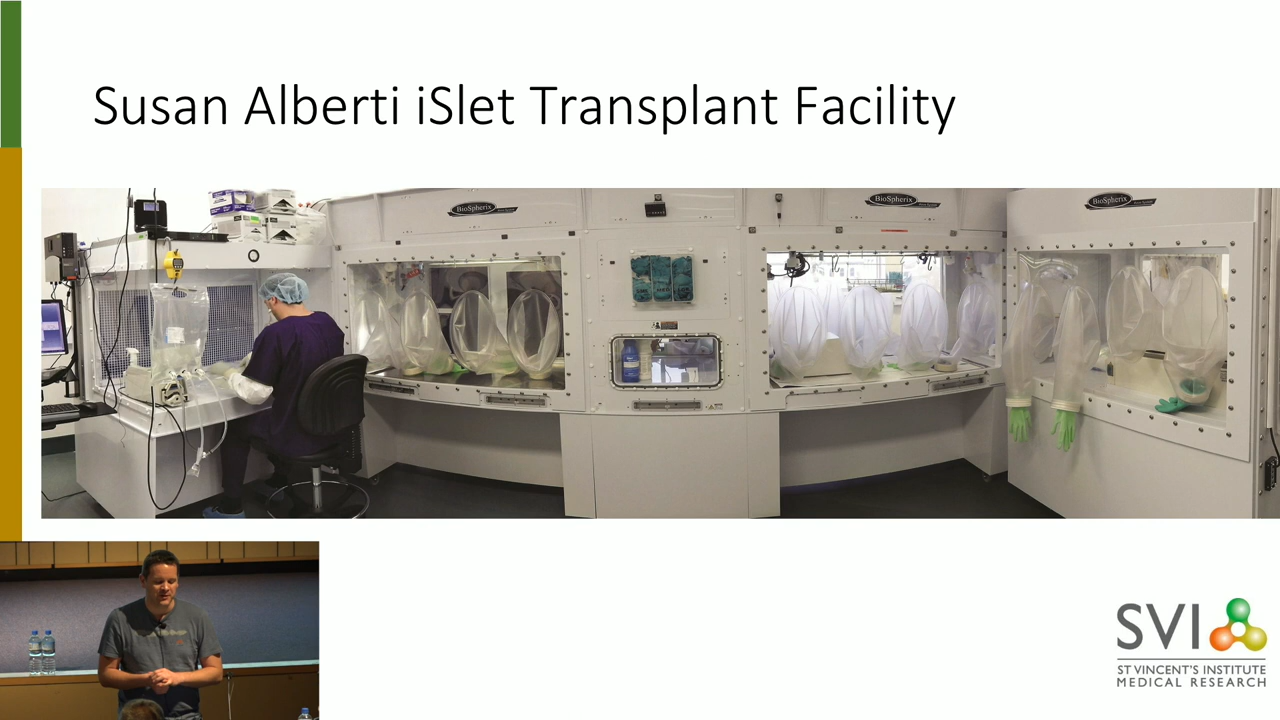 Susan Alberti iSlet Transplant Facility
BioSpherix
BioSpherix
BioSpherix
SVI
ST VINCENT'S INSTITUTE
MEDICAL RESEARCH